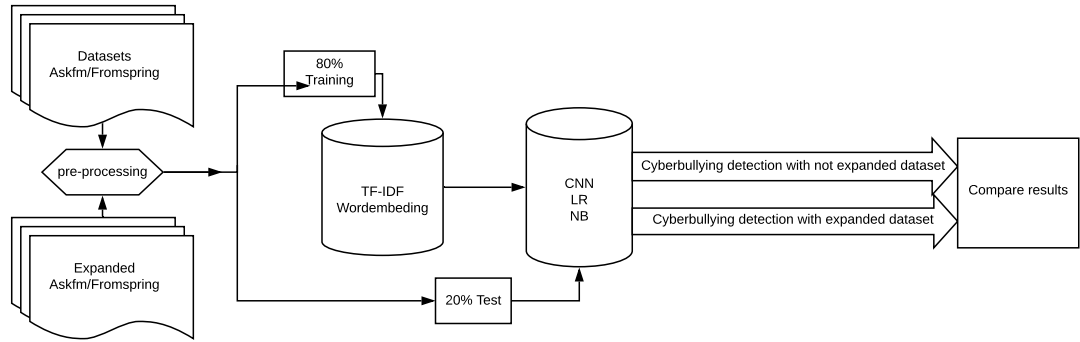 Datasets
Askfm/Fromspring
80%
Training
pre-processing
TF-IDF
Wordembeding
CNN
LR
NB
Cyberbullying detection with not expanded dataset
Cyberbullying detection with expanded dataset
Compare results
Expanded
Askfm/Fromspring
20% Test